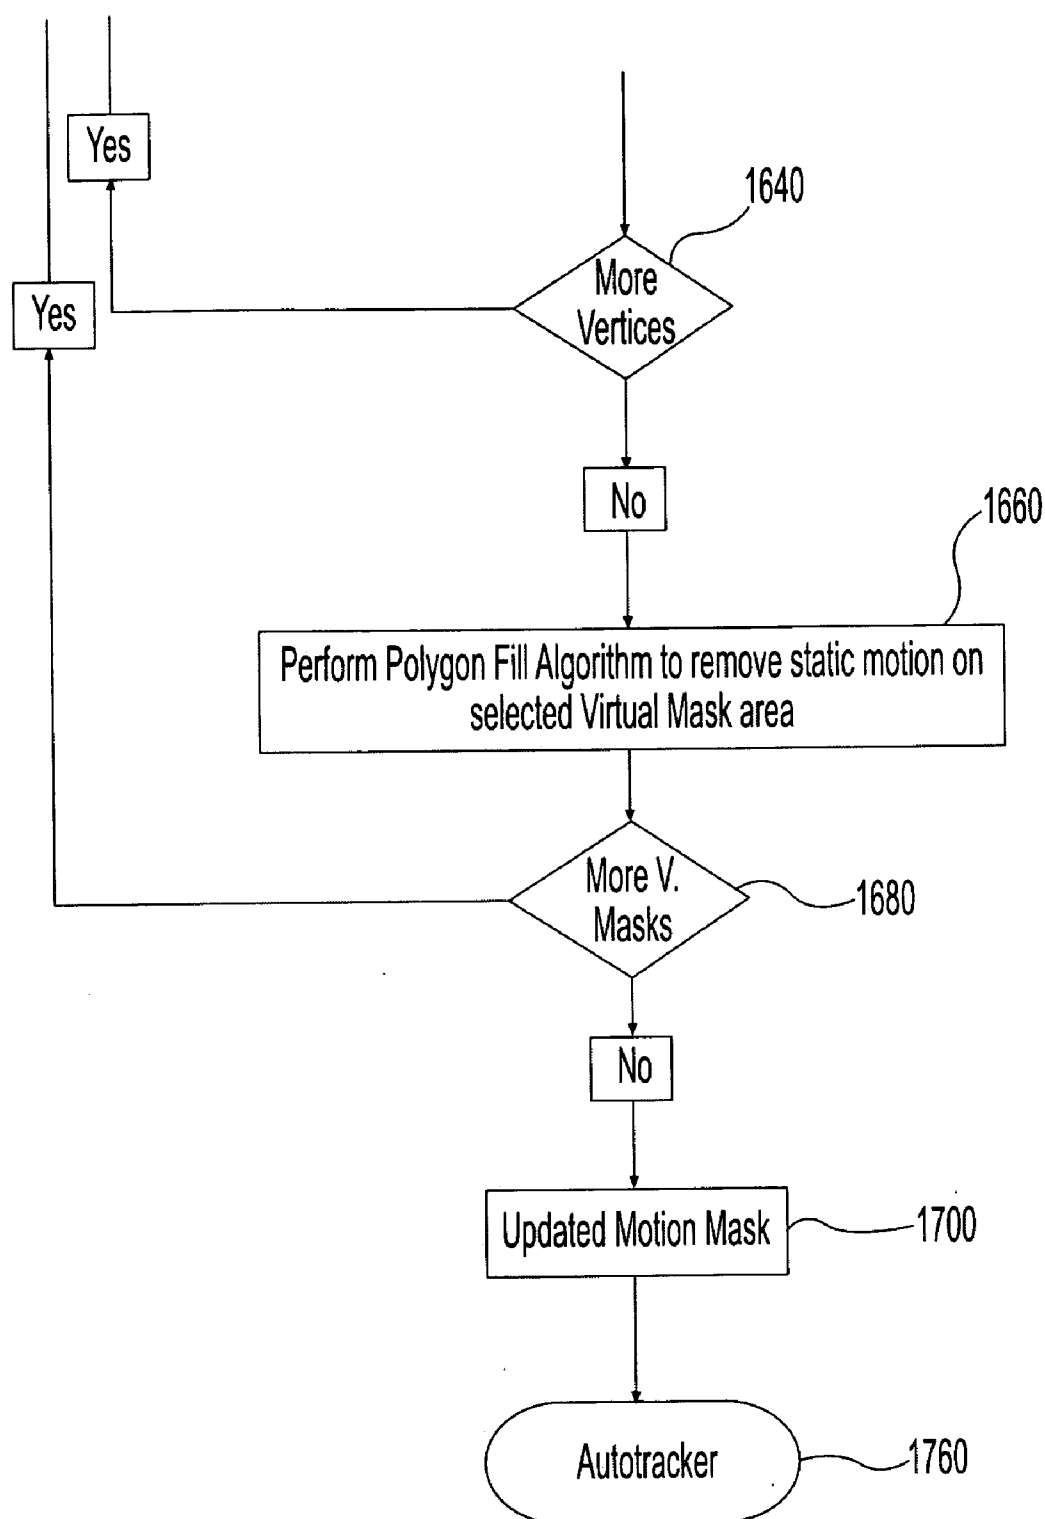 Yes
1640
More
Vertices
Yes
No
1660
Perform Polygon Fill Algorithm to remove static motion on
selected Virtual Mask area
More V.
Masks
1680
No
Updated Motion Mask
1700
Autotracker
1760